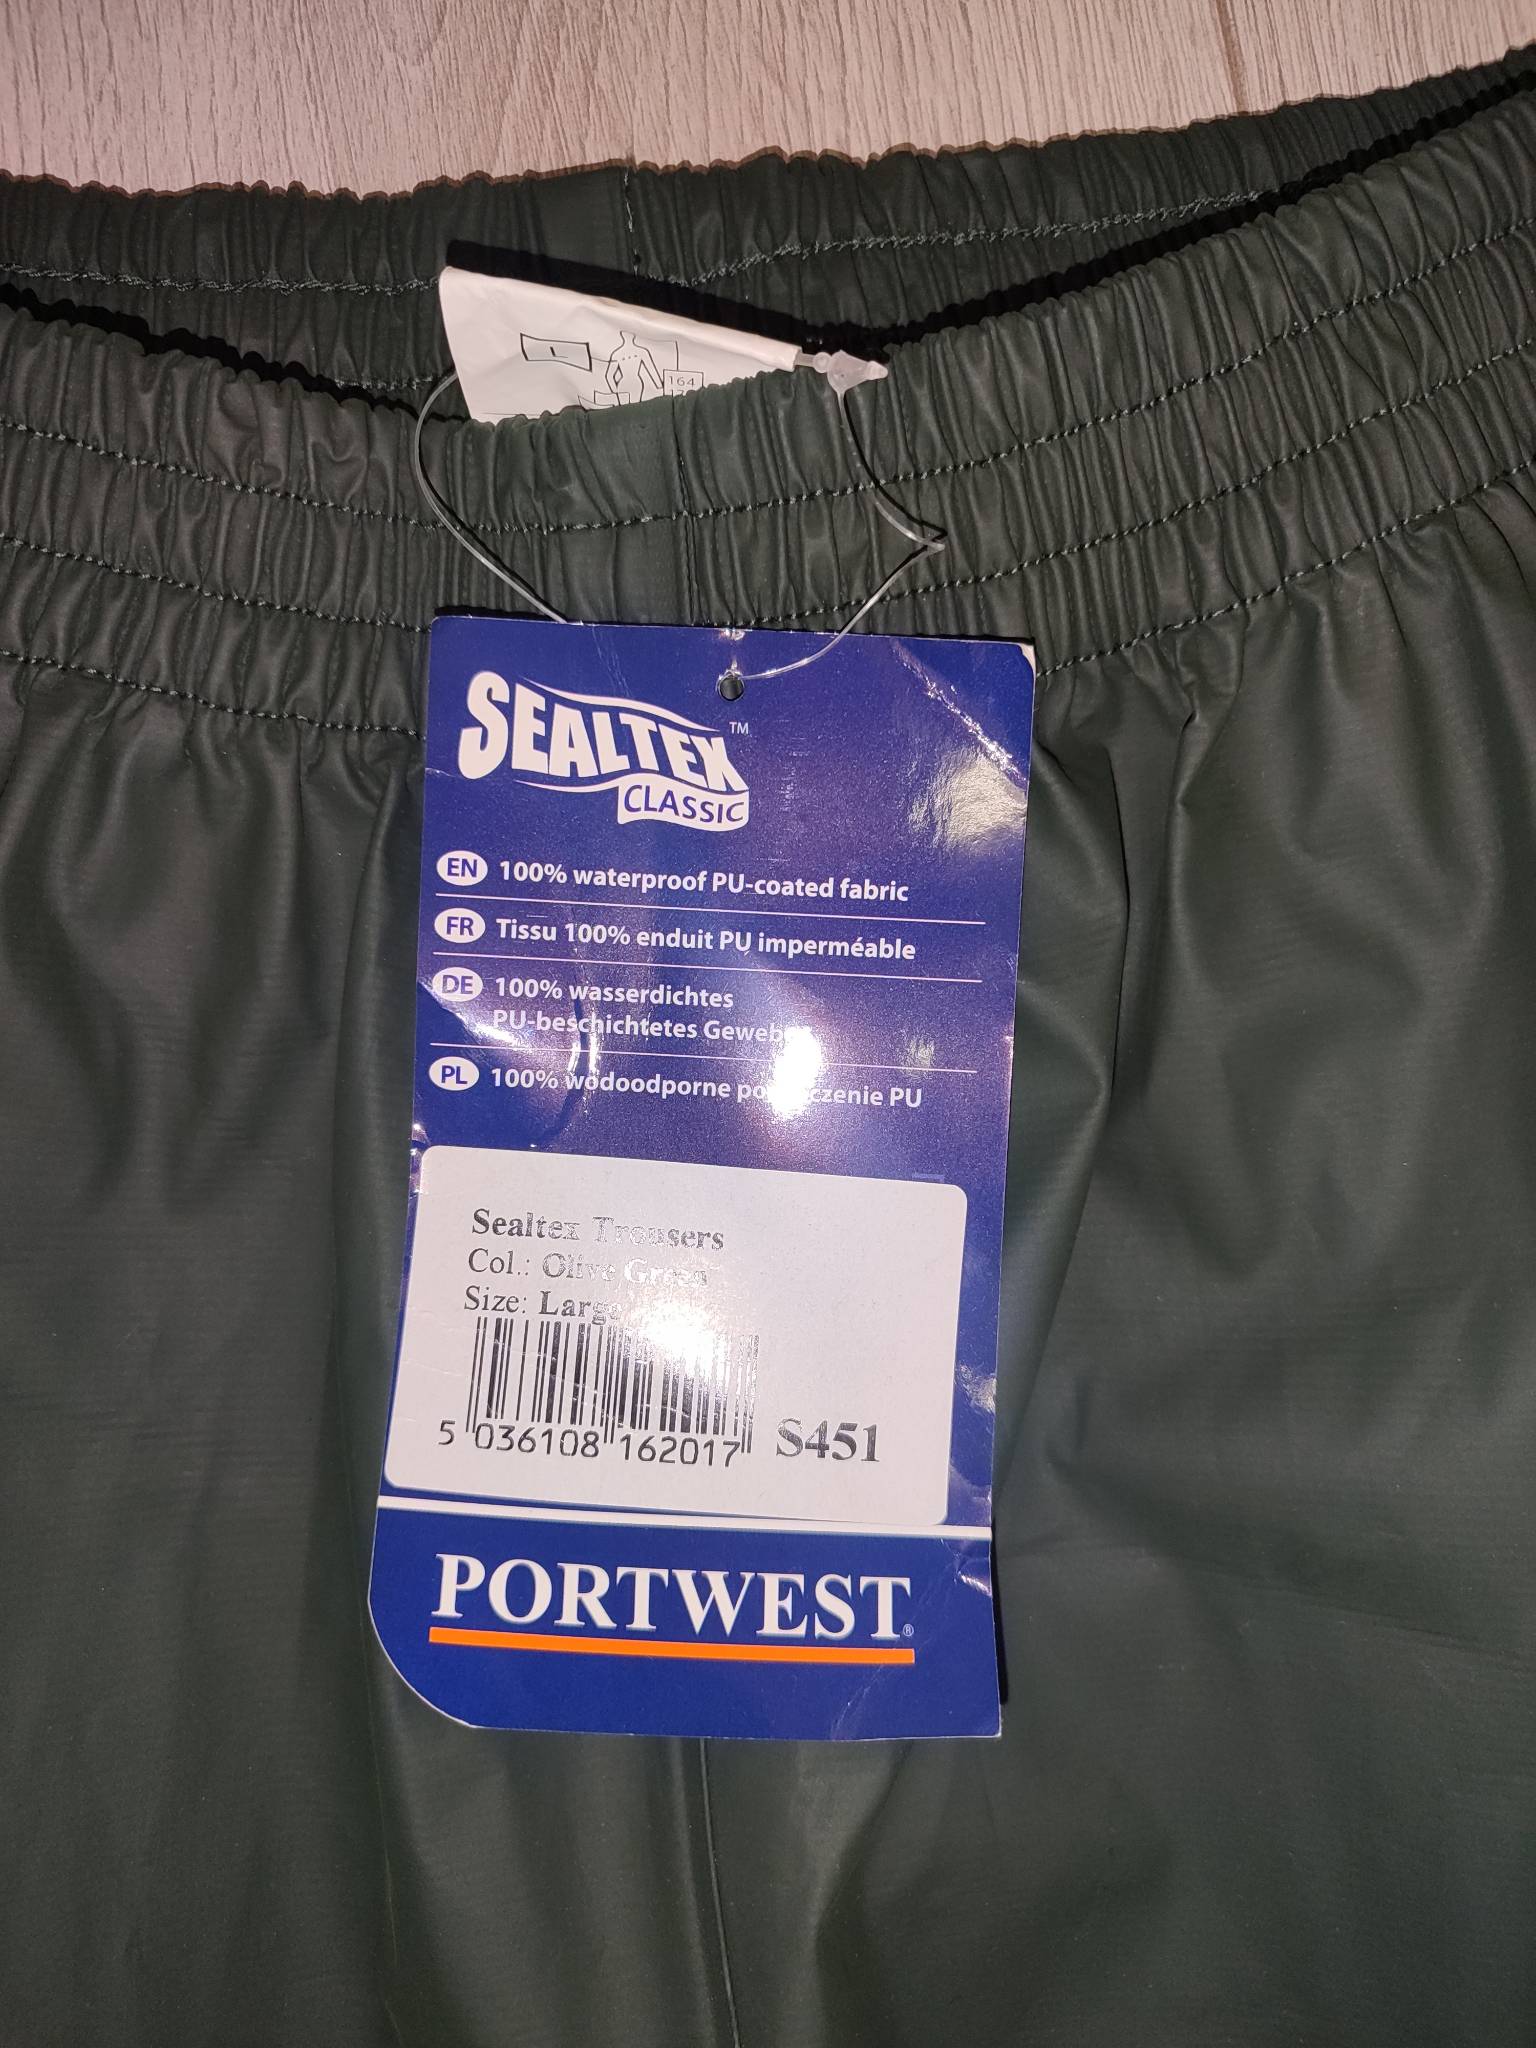 L
164
SEALTEX™
CLASSIC
EN 100% waterproof PU-coated fabric
FR Tissu 100% enduit PU imperméable
DE 100% wasserdichtes
PU-beschichtetes
PL 100% wodoodporne PU
Sealtex Trousers
Col.: Olive Green
Size: Large
5 036108 162017 S451
PORTWEST®